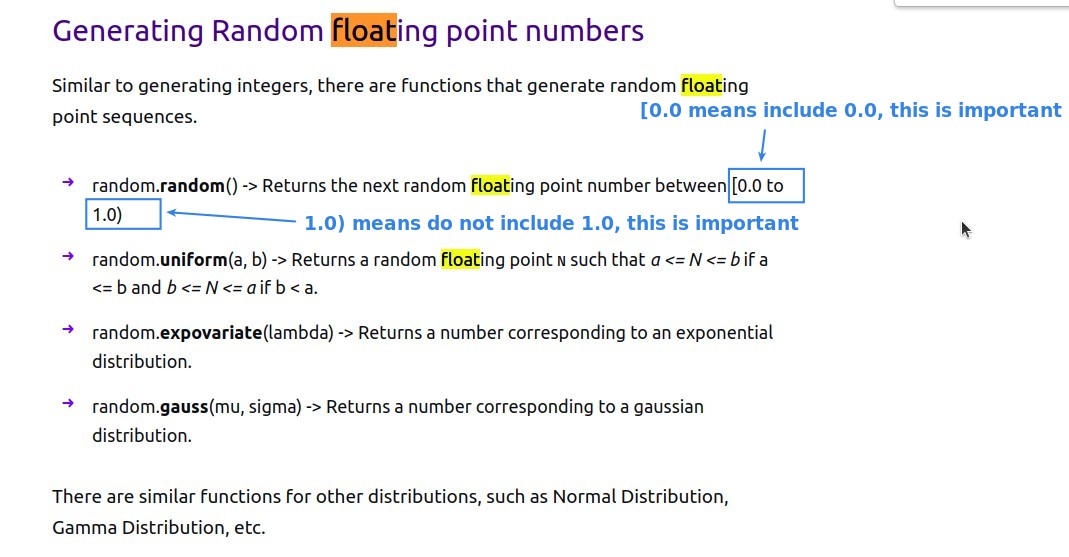 Generating Random floating point numbers
Similar to generating integers, there are functions that generate random floating
point sequences.
[0.0 means include 0.0, this is important
→ random.random() -> Returns the next random floating point number between [0.0 to
1.0)
1.0) means do not include 1.0, this is important
→ random.uniform(a, b) -> Returns a random floating point N such that a <= N <= b if a
<= b and b <= N <= a if b < a.
→ random.expovariate(lambda) -> Returns a number corresponding to an exponential
distribution.
→ random.gauss(mu, sigma) -> Returns a number corresponding to a gaussian
distribution.
There are similar functions for other distributions, such as Normal Distribution,
Gamma Distribution, etc.